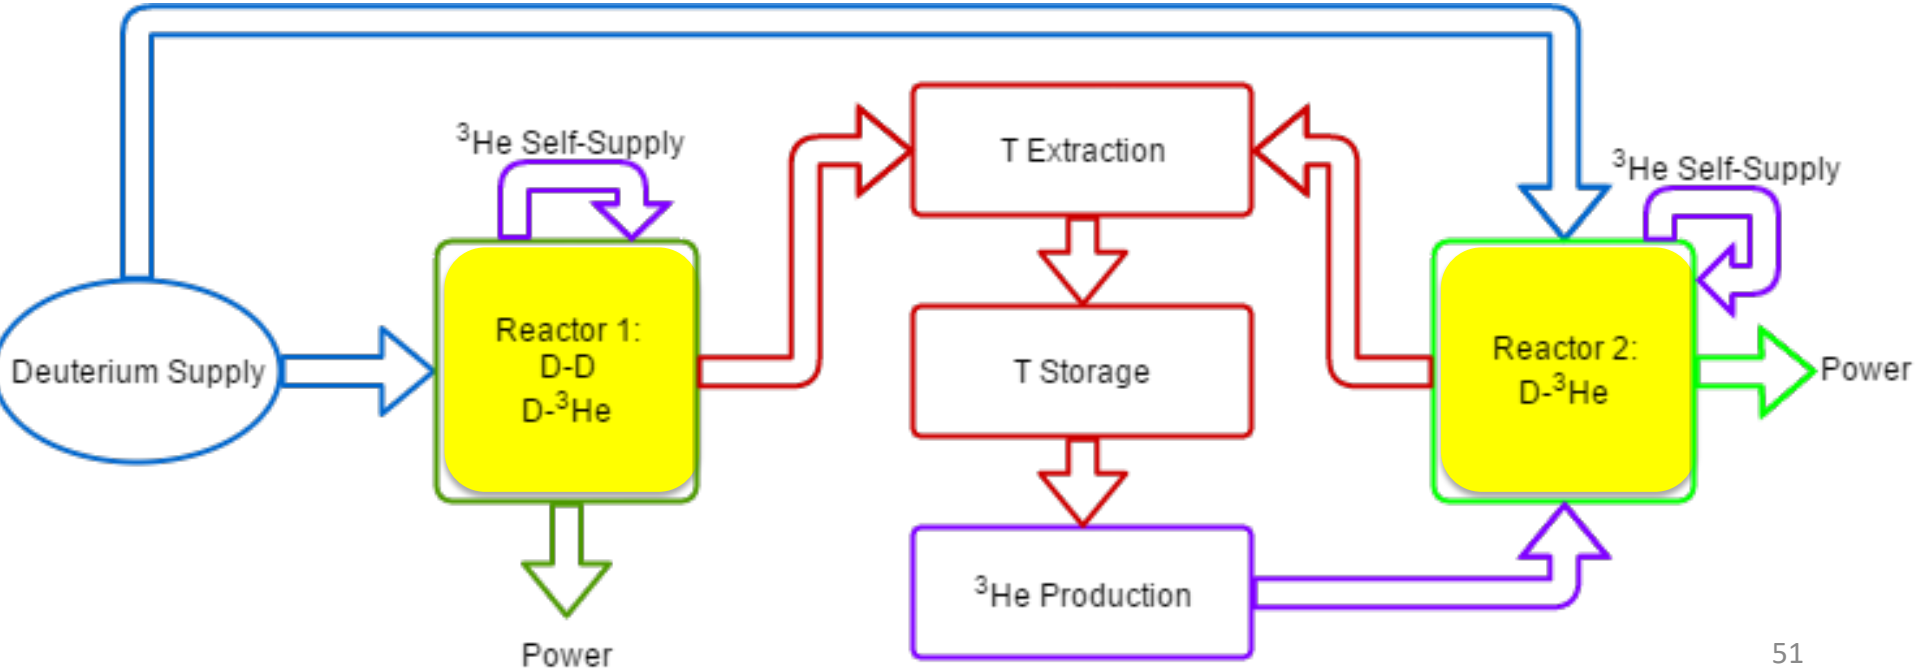 ³He Self-Supply
T Extraction
³He Self-Supply
Deuterium Supply
Reactor 1:
D-D
D-³He
T Storage
Reactor 2:
D-³He
Power
³He Production
Power
51